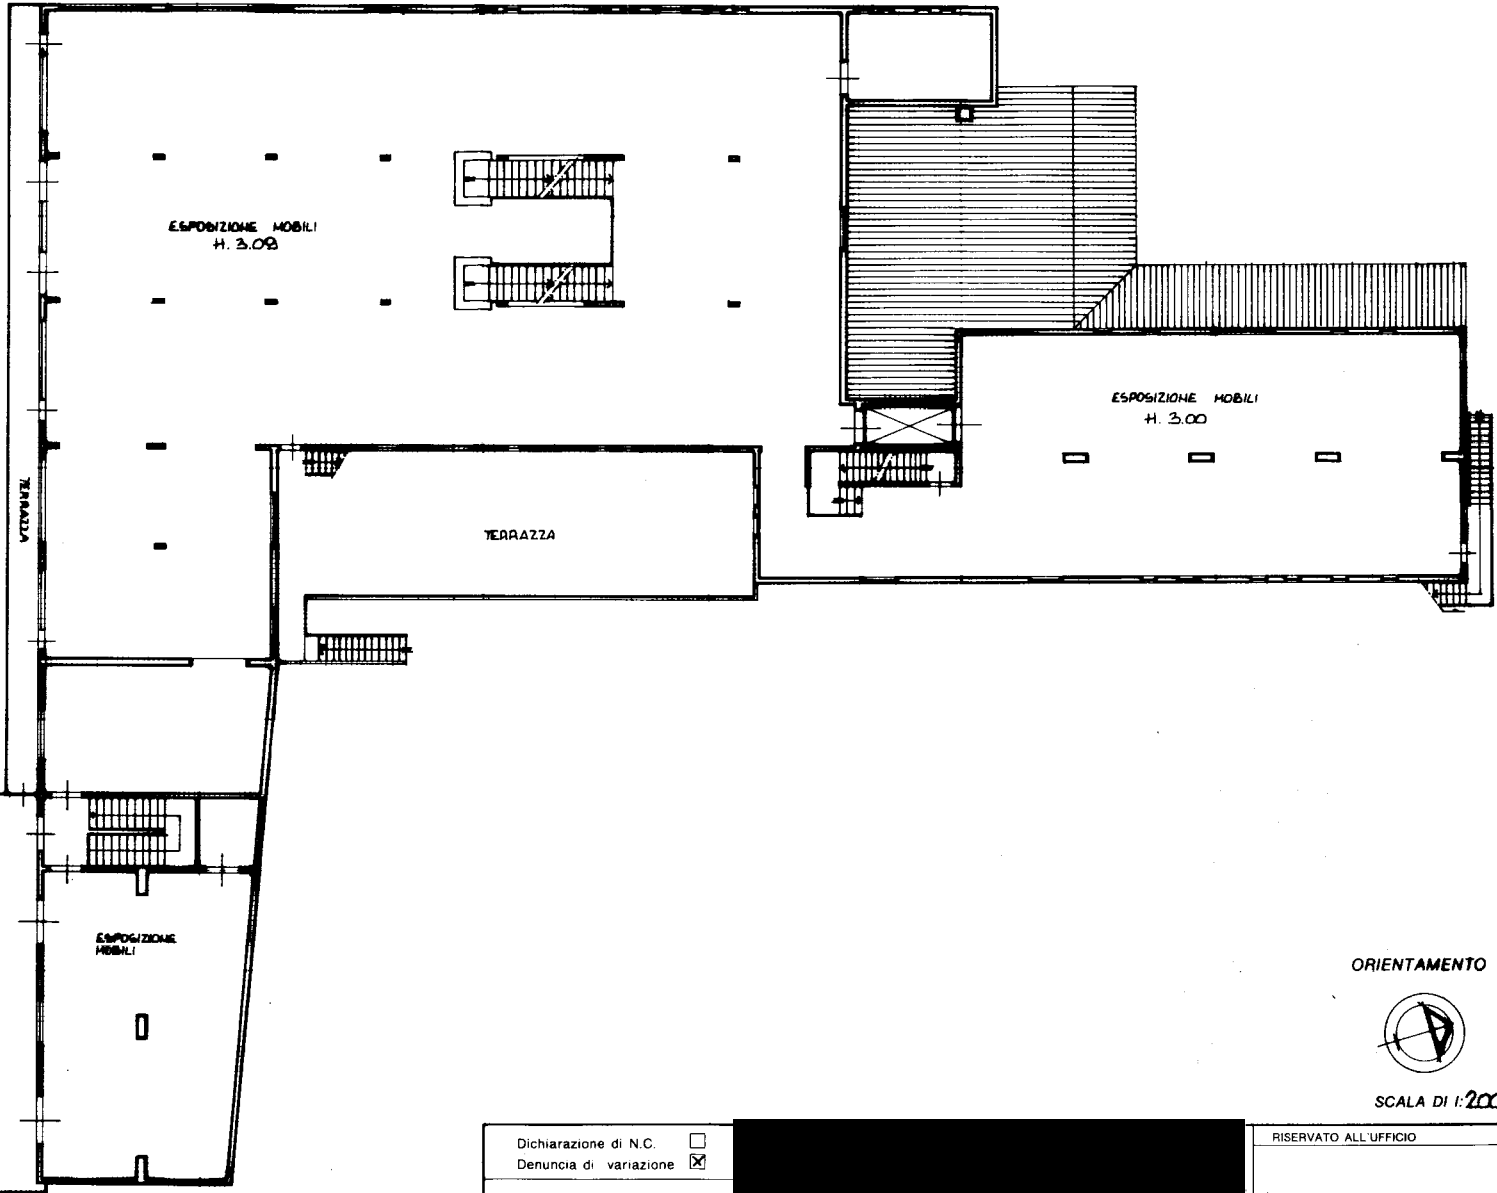 ESPOSIZIONE MOBILI
H. 3.09
ESPOSIZIONE MOBILI
H. 3.00
TERRAZZA
TERRAZZA
ESPOSIZIONE
MOBILI
ORIENTAMENTO
SCALA DI 1:200
Dichiarazione di N.C.
Denuncia di variazione
RISERVATO ALL'UFFICIO